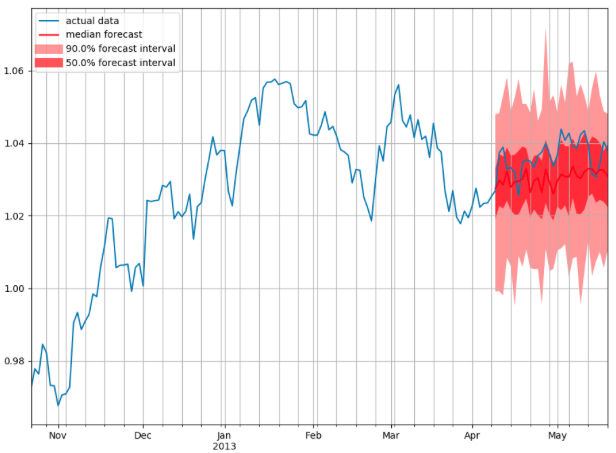 actual data
median forecast
90.0% forecast interval
50.0% forecast interval
1.06
1.04
1.02
1.00
0.98
Nov Dec Jan Feb Mar Apr May
2013